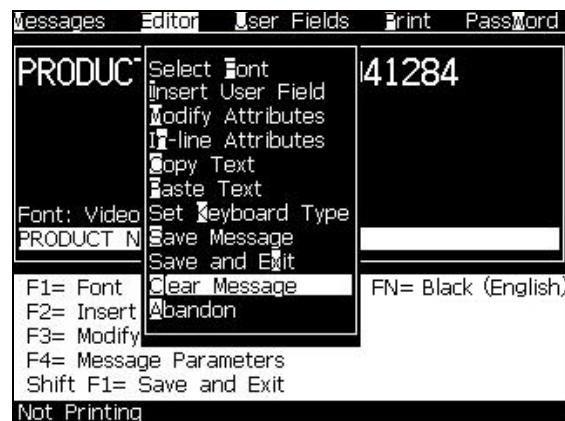 Messages Editor User Fields Print PassWord
PRODUC 41284
Select Font
Insert User Field
Modify Attributes
In-line Attributes
Copy Text
Paste Text
Set Keyboard Type
Save Message
Save and Exit
Clear Message
Abandon
Font: Video
PRODUCT N
F1= Font FN= Black (English)
F2= Insert
F3= Modify
F4= Message Parameters
Shift F1= Save and Exit
Not Printing